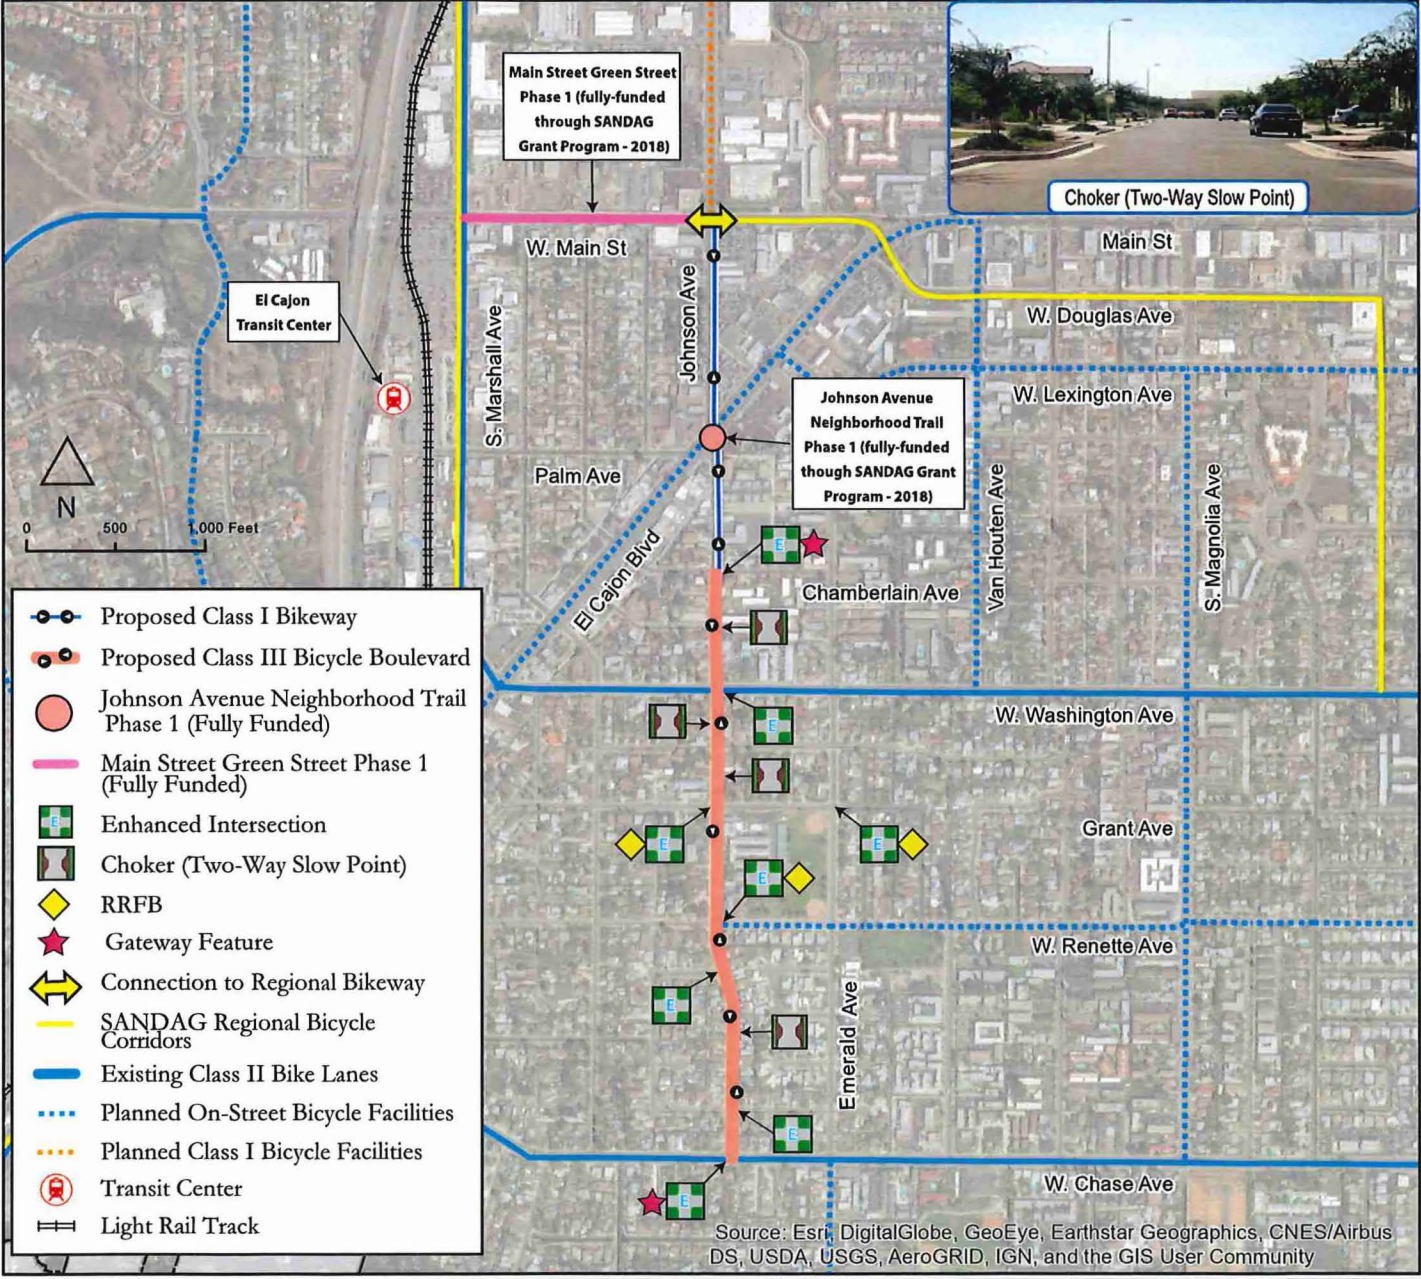 Main Street Green Street
Phase 1 (fully-funded
through SANDAG
Grant Program - 2018)
Choker (Two-Way Slow Point)
W. Main St
Main St
El Cajon
Transit Center
Johnson Ave
S. Marshall Ave
W. Douglas Ave
W. Lexington Ave
Johnson Avenue
Neighborhood Trail
Phase 1 (fully-funded
though SANDAG Grant
Program - 2018)
Palm Ave
N
0 500 1,000 Feet
El Cajon Blvd
Van Houten Ave
S. Magnolia Ave
E
Chamberlain Ave
W. Washington Ave
E
Grant Ave
E
E
E
W. Renette Ave
E
Emerald Ave
E
W. Chase Ave
E
Proposed Class I Bikeway
Proposed Class III Bicycle Boulevard
Johnson Avenue Neighborhood Trail
Phase 1 (Fully Funded)
Main Street Green Street Phase 1
(Fully Funded)
E
Enhanced Intersection
Choker (Two-Way Slow Point)
RRFB
Gateway Feature
Connection to Regional Bikeway
SANDAG Regional Bicycle
Corridors
Existing Class II Bike Lanes
Planned On-Street Bicycle Facilities
Planned Class I Bicycle Facilities
Transit Center
Light Rail Track
Source: Esri, DigitalGlobe, GeoEye, Earthstar Geographics, CNES/Airbus
DS, USDA, USGS, AeroGRID, IGN, and the GIS User Community